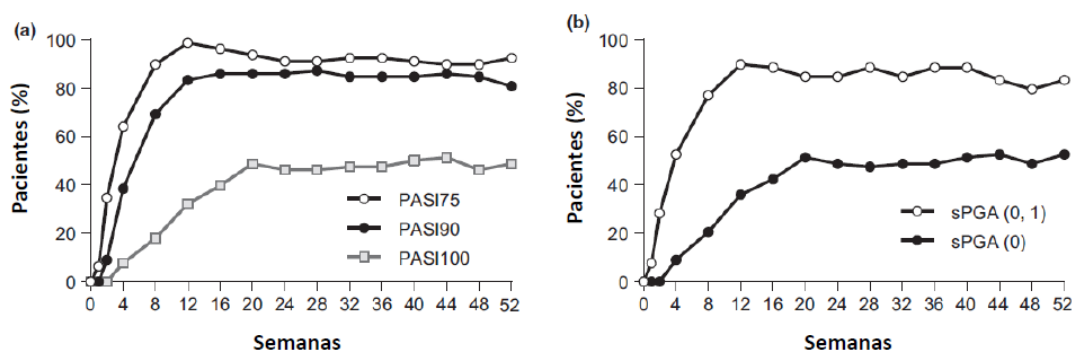 (a)
100
80
60
40
20
0
Pacientes (%)
PASI75
PASI90
PASI100
0 4 8 12 16 20 24 28 32 36 40 44 48 52
Semanas
(b)
100
80
60
40
20
0
Pacientes (%)
sPGA (0, 1)
sPGA (0)
0 4 8 12 16 20 24 28 32 36 40 44 48 52
Semanas